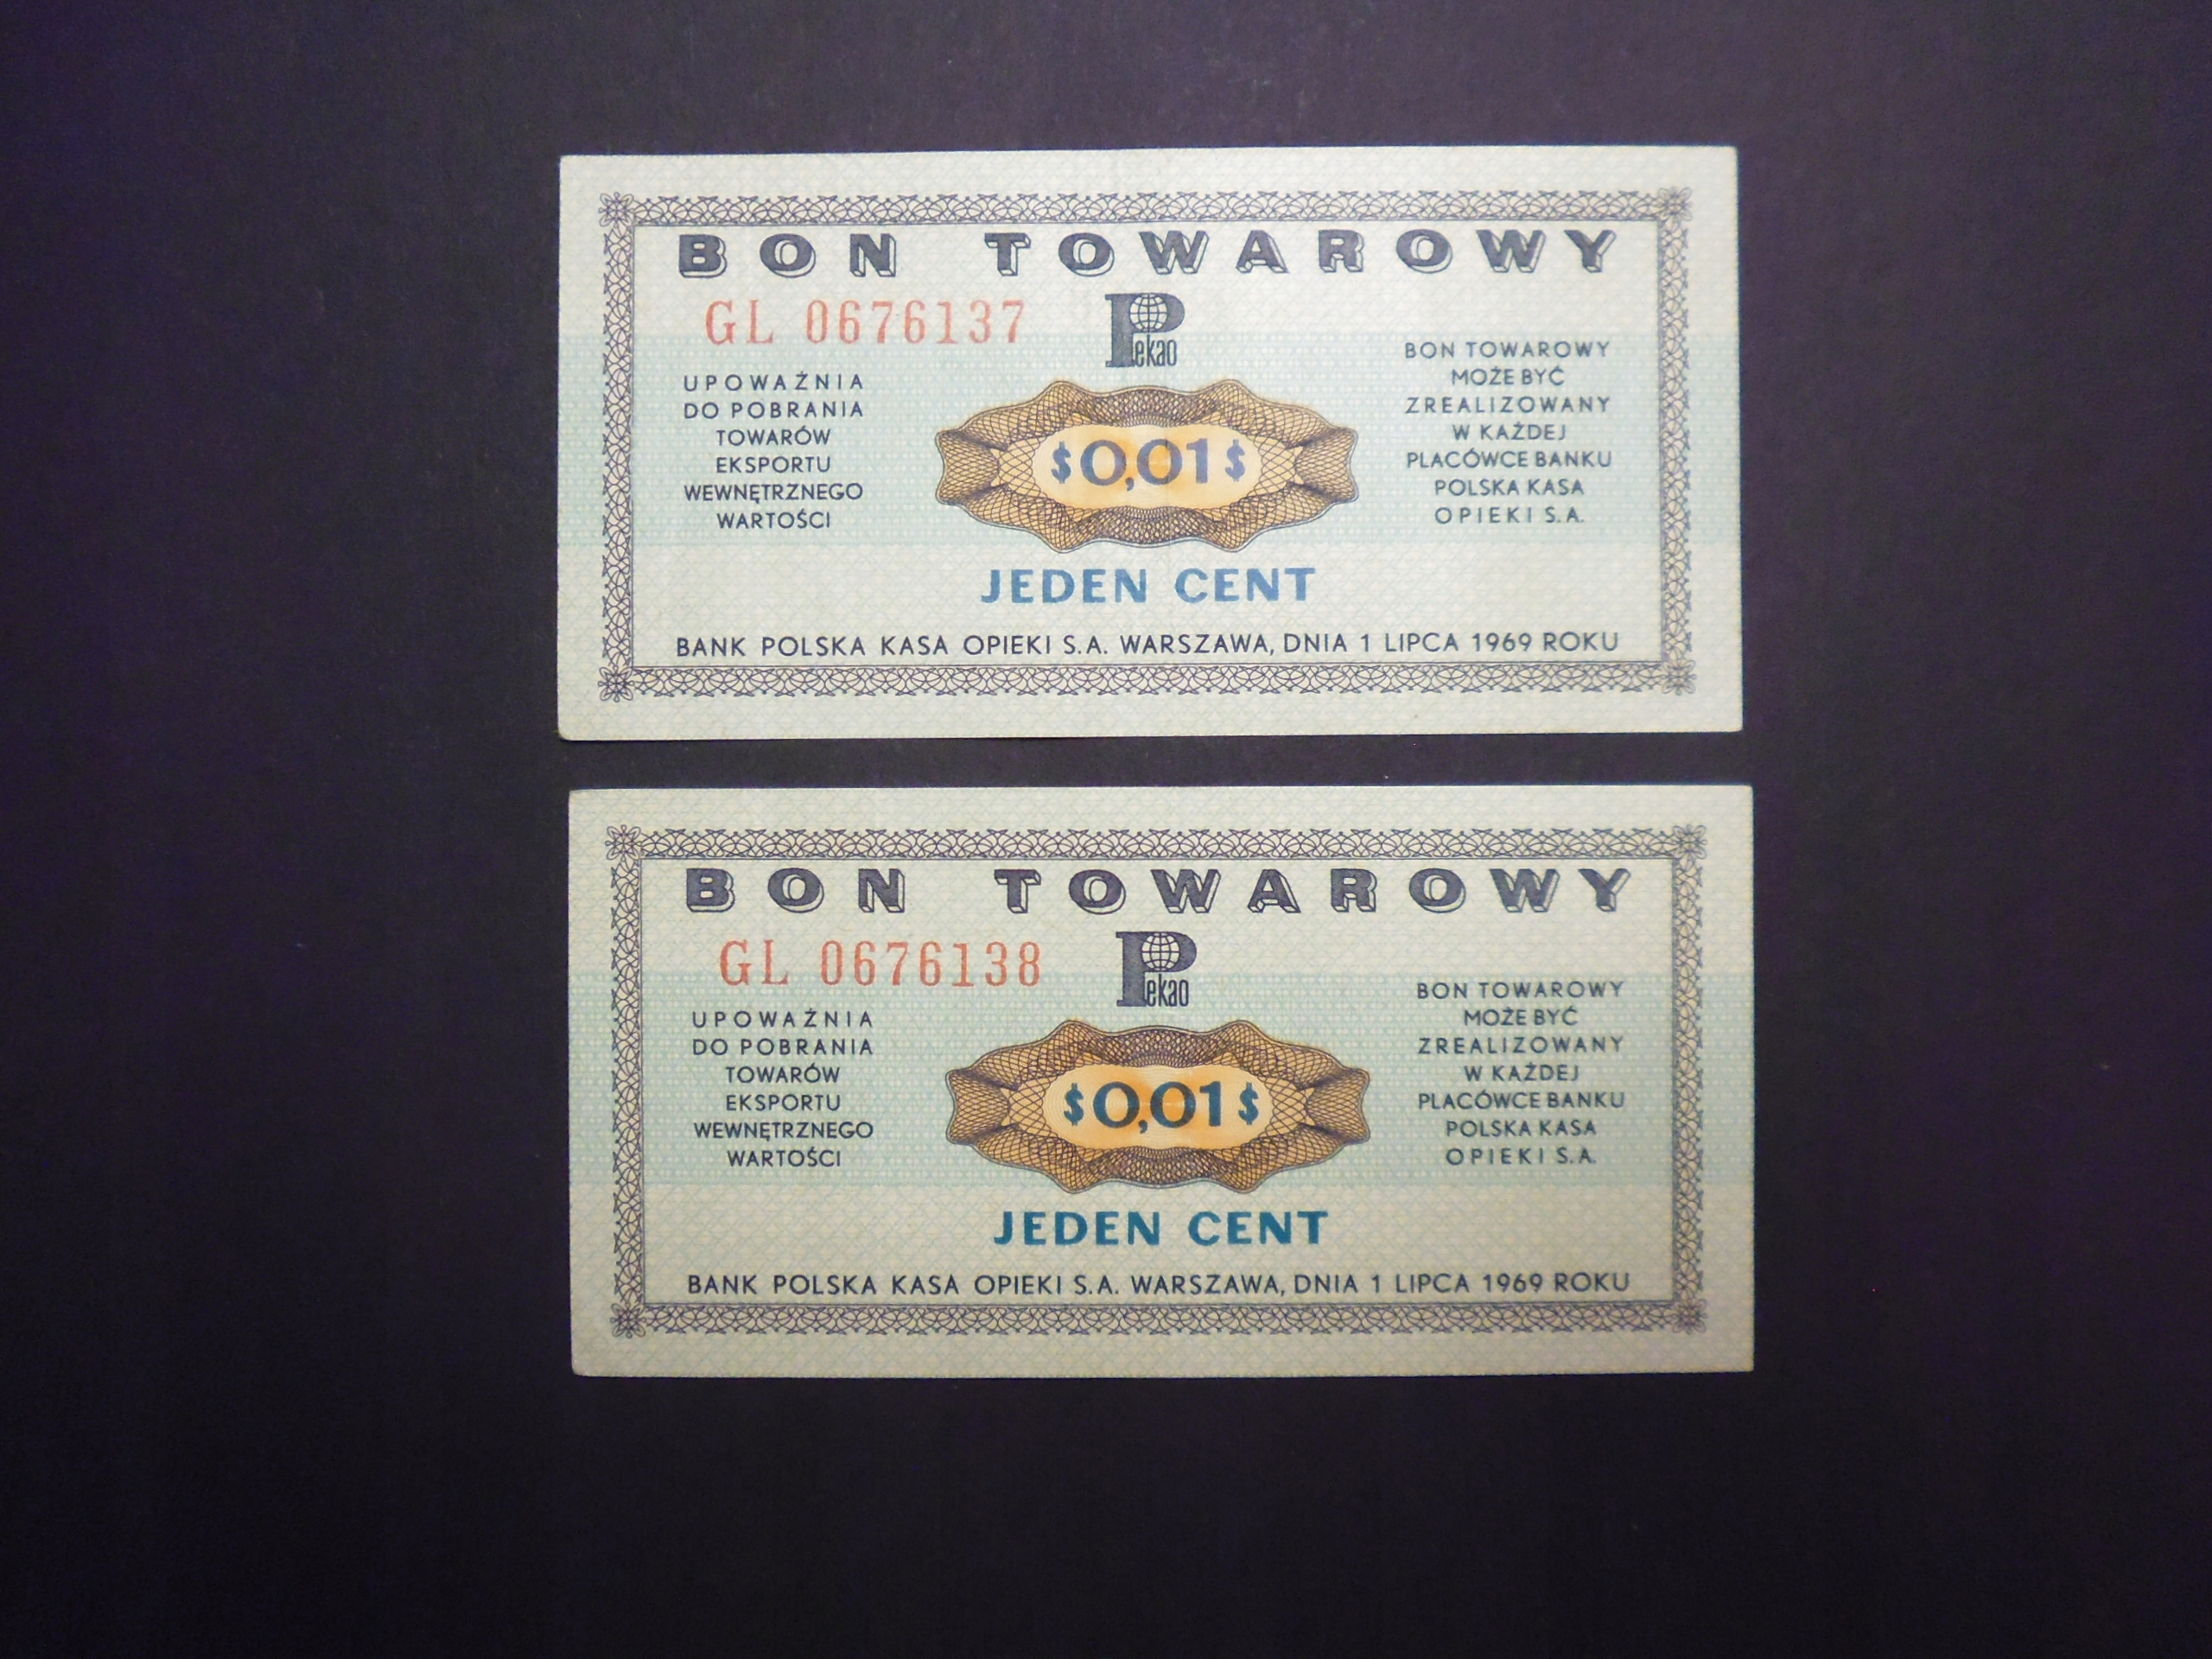 BON TOWAROWY
GL 0676137
Pekao
UPOWAŻNIA
DO POBRANIA
TOWARÓW
EKSPORTU
WEWNĘTRZNEGO
WARTOŚCI
$0,01$
BON TOWAROWY
MOŻE BYĆ
ZREALIZOWANY
W KAŻDEJ
PLACÓWCE BANKU
POLSKA KASA
OPIEKI S.A.
JEDEN CENT
BANK POLSKA KASA OPIEKI S.A. WARSZAWA, DNIA 1 LIPCA 1969 ROKU
BON TOWAROWY
GL 0676138
Pekao
UPOWAŻNIA
DO POBRANIA
TOWARÓW
EKSPORTU
WEWNĘTRZNEGO
WARTOŚCI
$0,01$
BON TOWAROWY
MOŻE BYĆ
ZREALIZOWANY
W KAŻDEJ
PLACÓWCE BANKU
POLSKA KASA
OPIEKI S.A.
JEDEN CENT
BANK POLSKA KASA OPIEKI S.A. WARSZAWA, DNIA 1 LIPCA 1969 ROKU